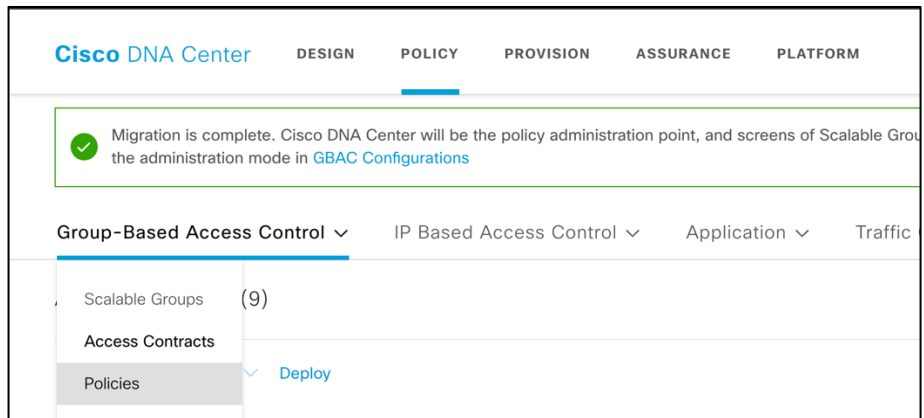 Cisco DNA Center DESIGN POLICY PROVISION ASSURANCE PLATFORM
Migration is complete. Cisco DNA Center will be the policy administration point, and screens of Scalable Grou
the administration mode in GBAC Configurations
Group-Based Access Control IP Based Access Control Application Traffic
Scalable Groups (9)
Access Contracts
Policies Deploy